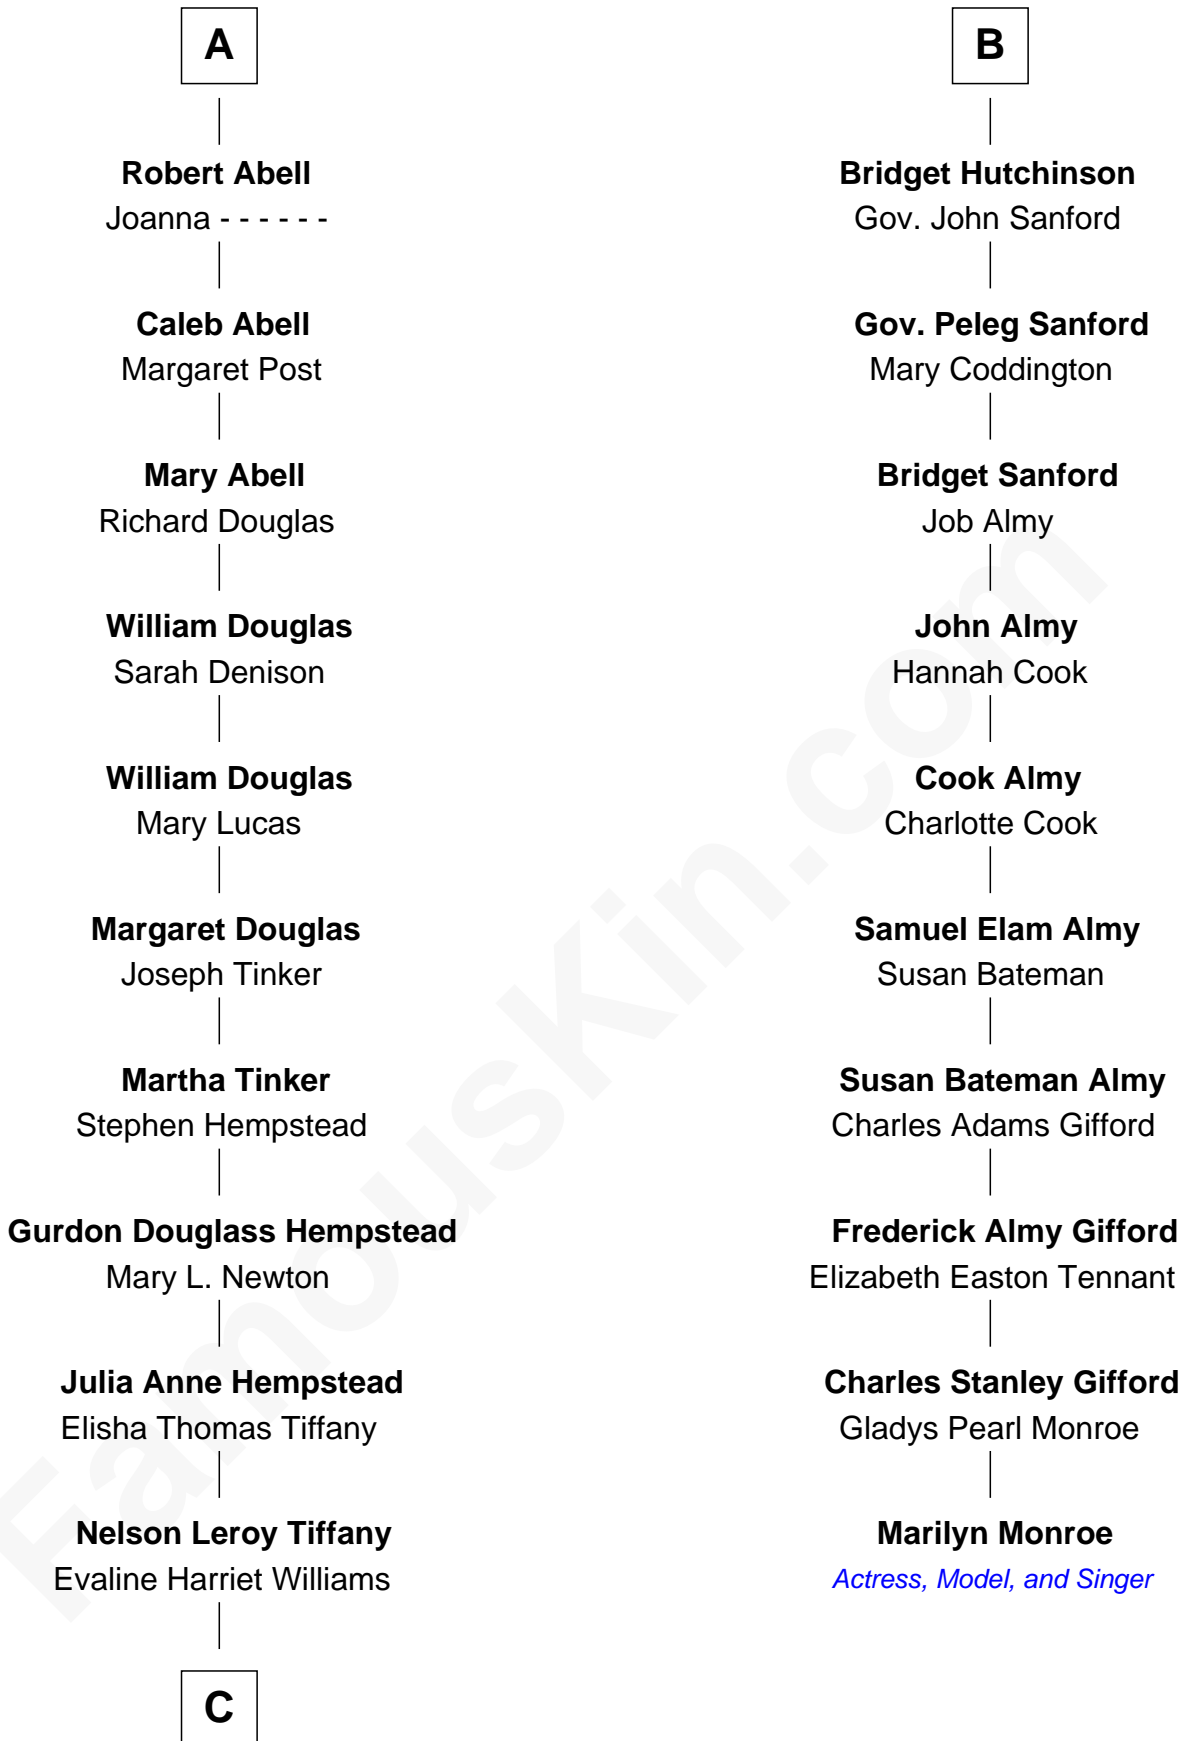 A
Robert Abell
Joanna - - - - - -
Caleb Abell
Margaret Post
Mary Abell
Richard Douglas
William Douglas
Sarah Denison
William Douglas
Mary Lucas
Margaret Douglas
Joseph Tinker
Martha Tinker
Stephen Hempstead
Gurdon Douglass Hempstead
Mary L. Newton
Julia Anne Hempstead
Elisha Thomas Tiffany
Nelson Leroy Tiffany
Evaline Harriet Williams
C
B
Bridget Hutchinson
Gov. John Sanford
Gov. Peleg Sanford
Mary Coddington
Bridget Sanford
Job Almy
John Almy
Hannah Cook
Cook Almy
Charlotte Cook
Samuel Elam Almy
Susan Bateman
Susan Bateman Almy
Charles Adams Gifford
Frederick Almy Gifford
Elizabeth Easton Tennant
Charles Stanley Gifford
Gladys Pearl Monroe
Marilyn Monroe
Actress, Model, and Singer
FamousKin.com